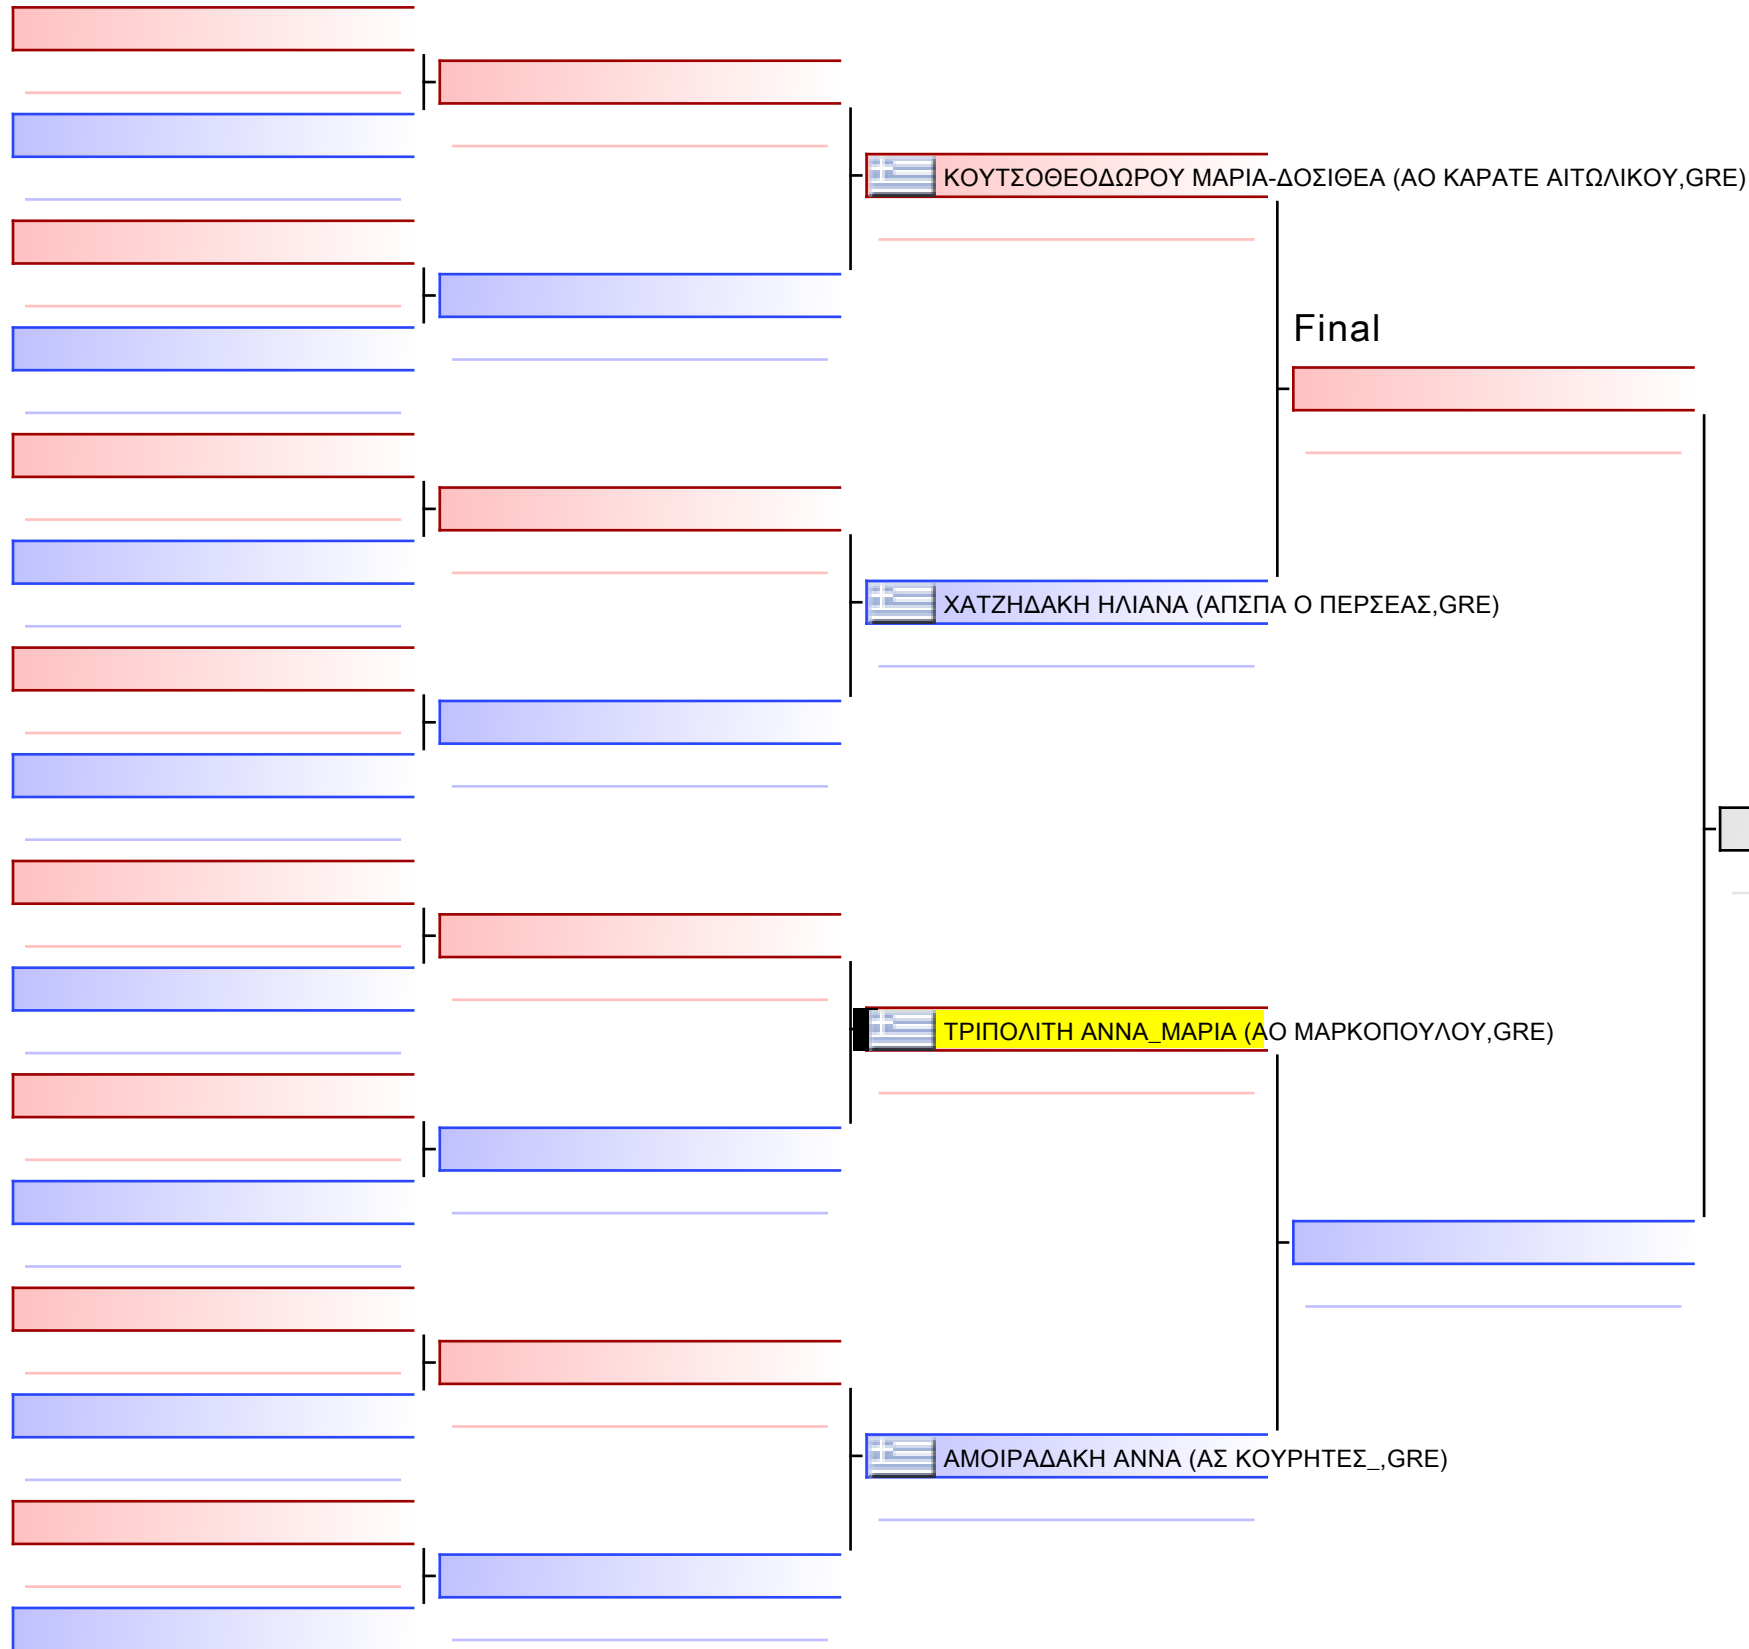 ΚΟΥΤΣΟΘΕΟΔΩΡΟΥ ΜΑΡΙΑ-ΔΟΣΙΘΕΑ (ΑΟ ΚΑΡΑΤΕ ΑΙΤΩΛΙΚΟΥ,GRE)
Final
ΧΑΤΖΗΔΑΚΗ ΗΛΙΑΝΑ (ΑΠΣΠΑ Ο ΠΕΡΣΕΑΣ,GRE)
ΤΡΙΠΟΛΙΤΗ ΑΝΝΑ_ΜΑΡΙΑ (ΑΟ ΜΑΡΚΟΠΟΥΛΟΥ,GRE)
ΑΜΟΙΡΑΔΑΚΗ ΑΝΝΑ (ΑΣ ΚΟΥΡΗΤΕΣ_,GRE)